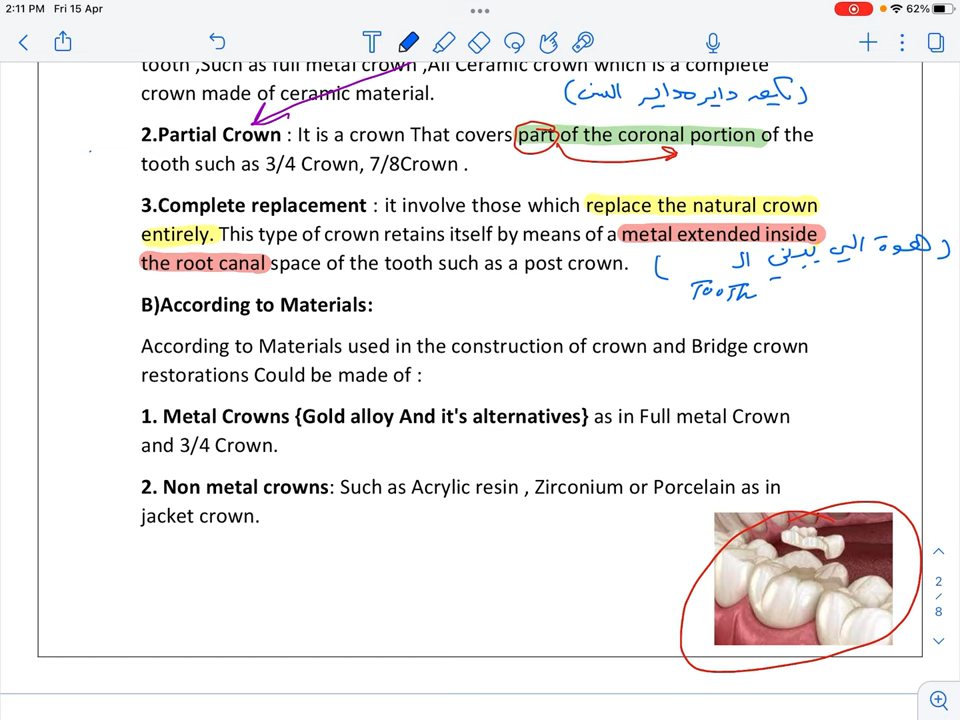 2:11 PM Fri 15 Apr
62%
T
tooth ,Such as full metal crown ,All Ceramic crown which is a complete
crown made of ceramic material.
السن
2.Partial Crown : It is a crown That covers part of the coronal portion of the
tooth such as 3/4 Crown, 7/8Crown .
3.Complete replacement : it involve those which replace the natural crown
entirely. This type of crown retains itself by means of a metal extended inside
the root canal space of the tooth such as a post crown.
(هوة الي يبني ال
Tooth
B)According to Materials:
According to Materials used in the construction of crown and Bridge crown
restorations Could be made of :
1. Metal Crowns {Gold alloy And it's alternatives} as in Full metal Crown
and 3/4 Crown.
2. Non metal crowns: Such as Acrylic resin , Zirconium or Porcelain as in
jacket crown.
2
/
8